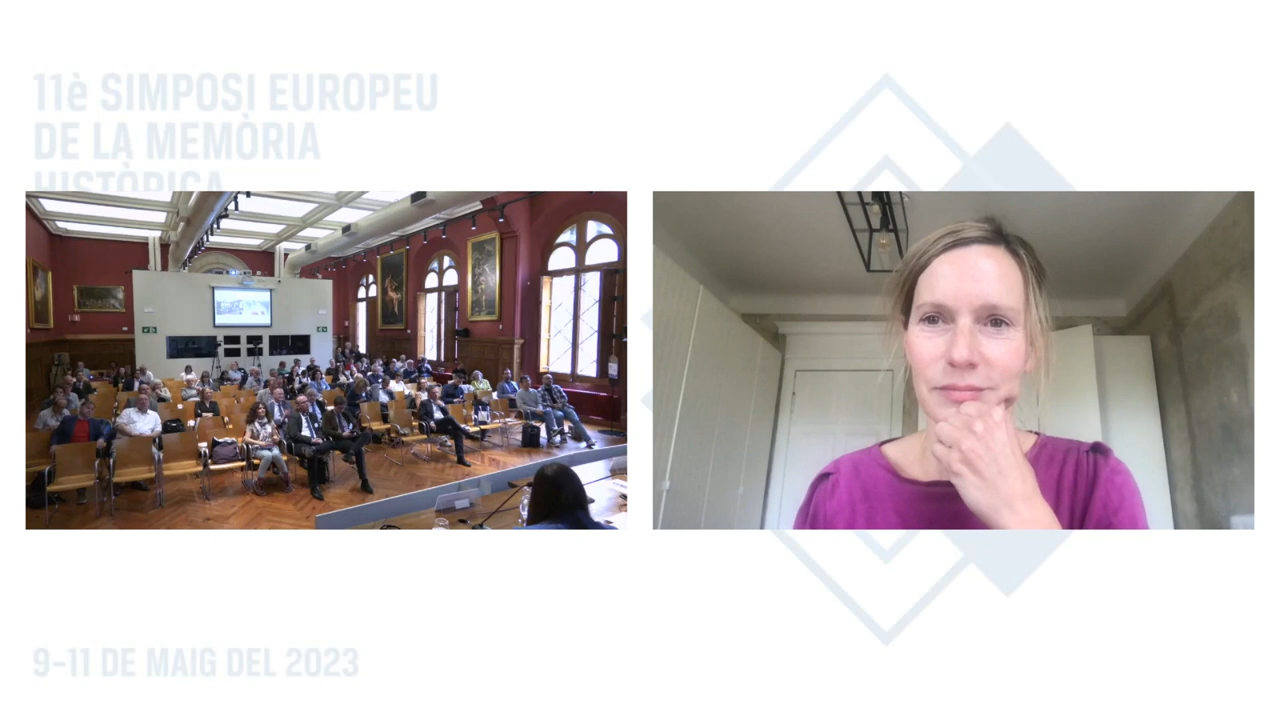 11è SIMPOSI EUROPEU
DE LA MEMÒRIA
HISTÒRICA
9-11 DE MAIG DEL 2023